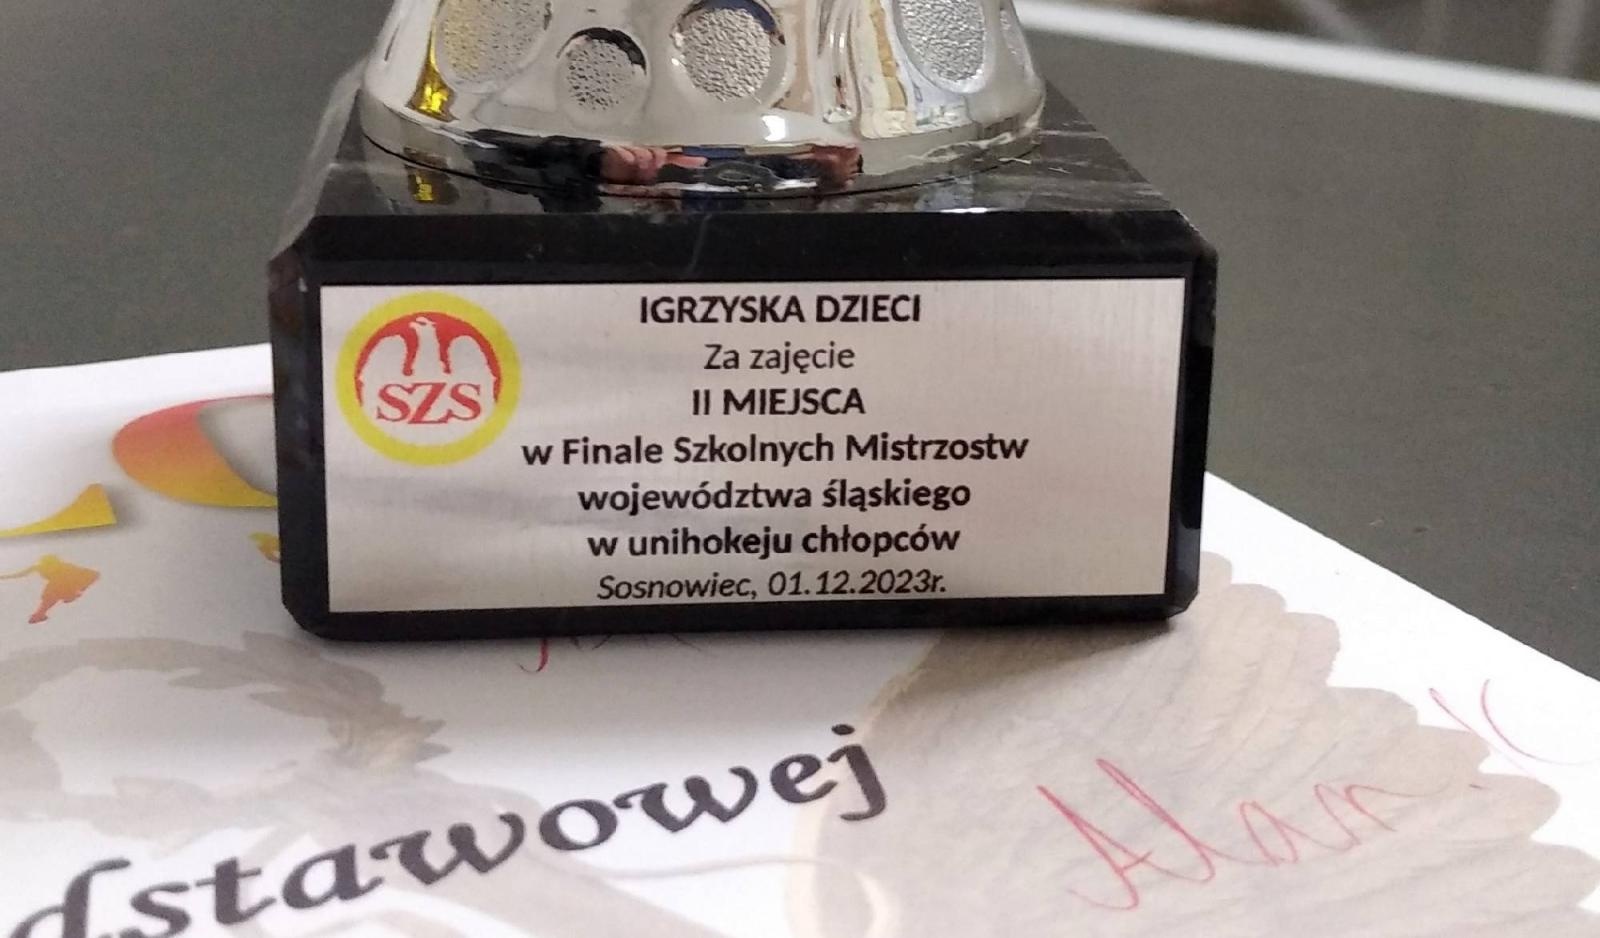 IGRZYSKA DZIECI
Za zajęcie
II MIEJSCA
SZS
w Finale Szkolnych Mistrzostw
województwa śląskiego
w unihokeju chłopców
Sosnowiec, 01.12.2023r.
dstawowej
Alan. K